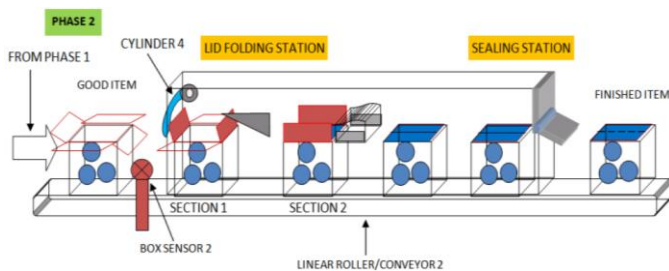 PHASE 2
FROM PHASE 1
GOOD ITEM
CYLINDER 4
LID FOLDING STATION
SEALING STATION
FINISHED ITEM
SECTION 1
SECTION 2
BOX SENSOR 2
LINEAR ROLLER/CONVEYOR 2